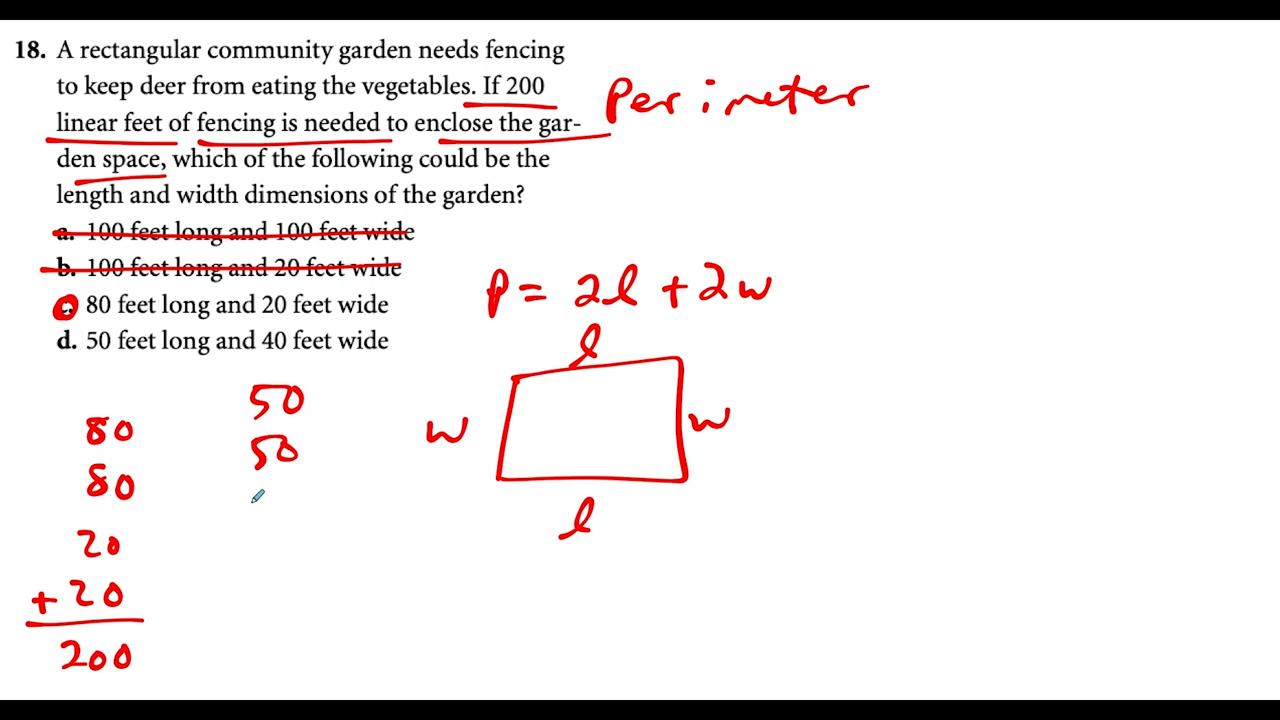 18. A rectangular community garden needs fencing
to keep deer from eating the vegetables. If 200
linear feet of fencing is needed to enclose the gar-
den space, which of the following could be the
length and width dimensions of the garden?
a. 100 feet long and 100 feet wide
b. 100 feet long and 20 feet wide
80 feet long and 20 feet wide
d. 50 feet long and 40 feet wide
Perimeter
P = 2l + 2w
l
w
w
l
80
80
20
+ 20
200
50
50